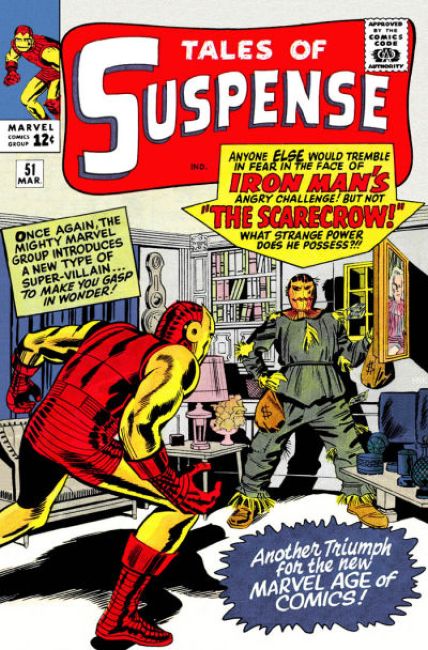 APPROVED
BY THE
COMICS
CODE
CA
AUTHORITY
TALES OF
SUSPENSE
MARVEL
COMICS
GROUP
12¢
51
MAR.
IND.
ANYONE ELSE WOULD TREMBLE
IN FEAR IN THE FACE OF
IRON MAN'S
ANGRY CHALLENGE! BUT NOT
"THE SCARECROW!"
WHAT STRANGE POWER
DOES HE POSSESS?!!
ONCE AGAIN, THE
MIGHTY MARVEL
GROUP INTRODUCES
A NEW TYPE OF
SUPER-VILLAIN...
TO MAKE YOU GASP
IN WONDER!
$
$
Another Triumph
for the new
MARVEL AGE of
COMICS!